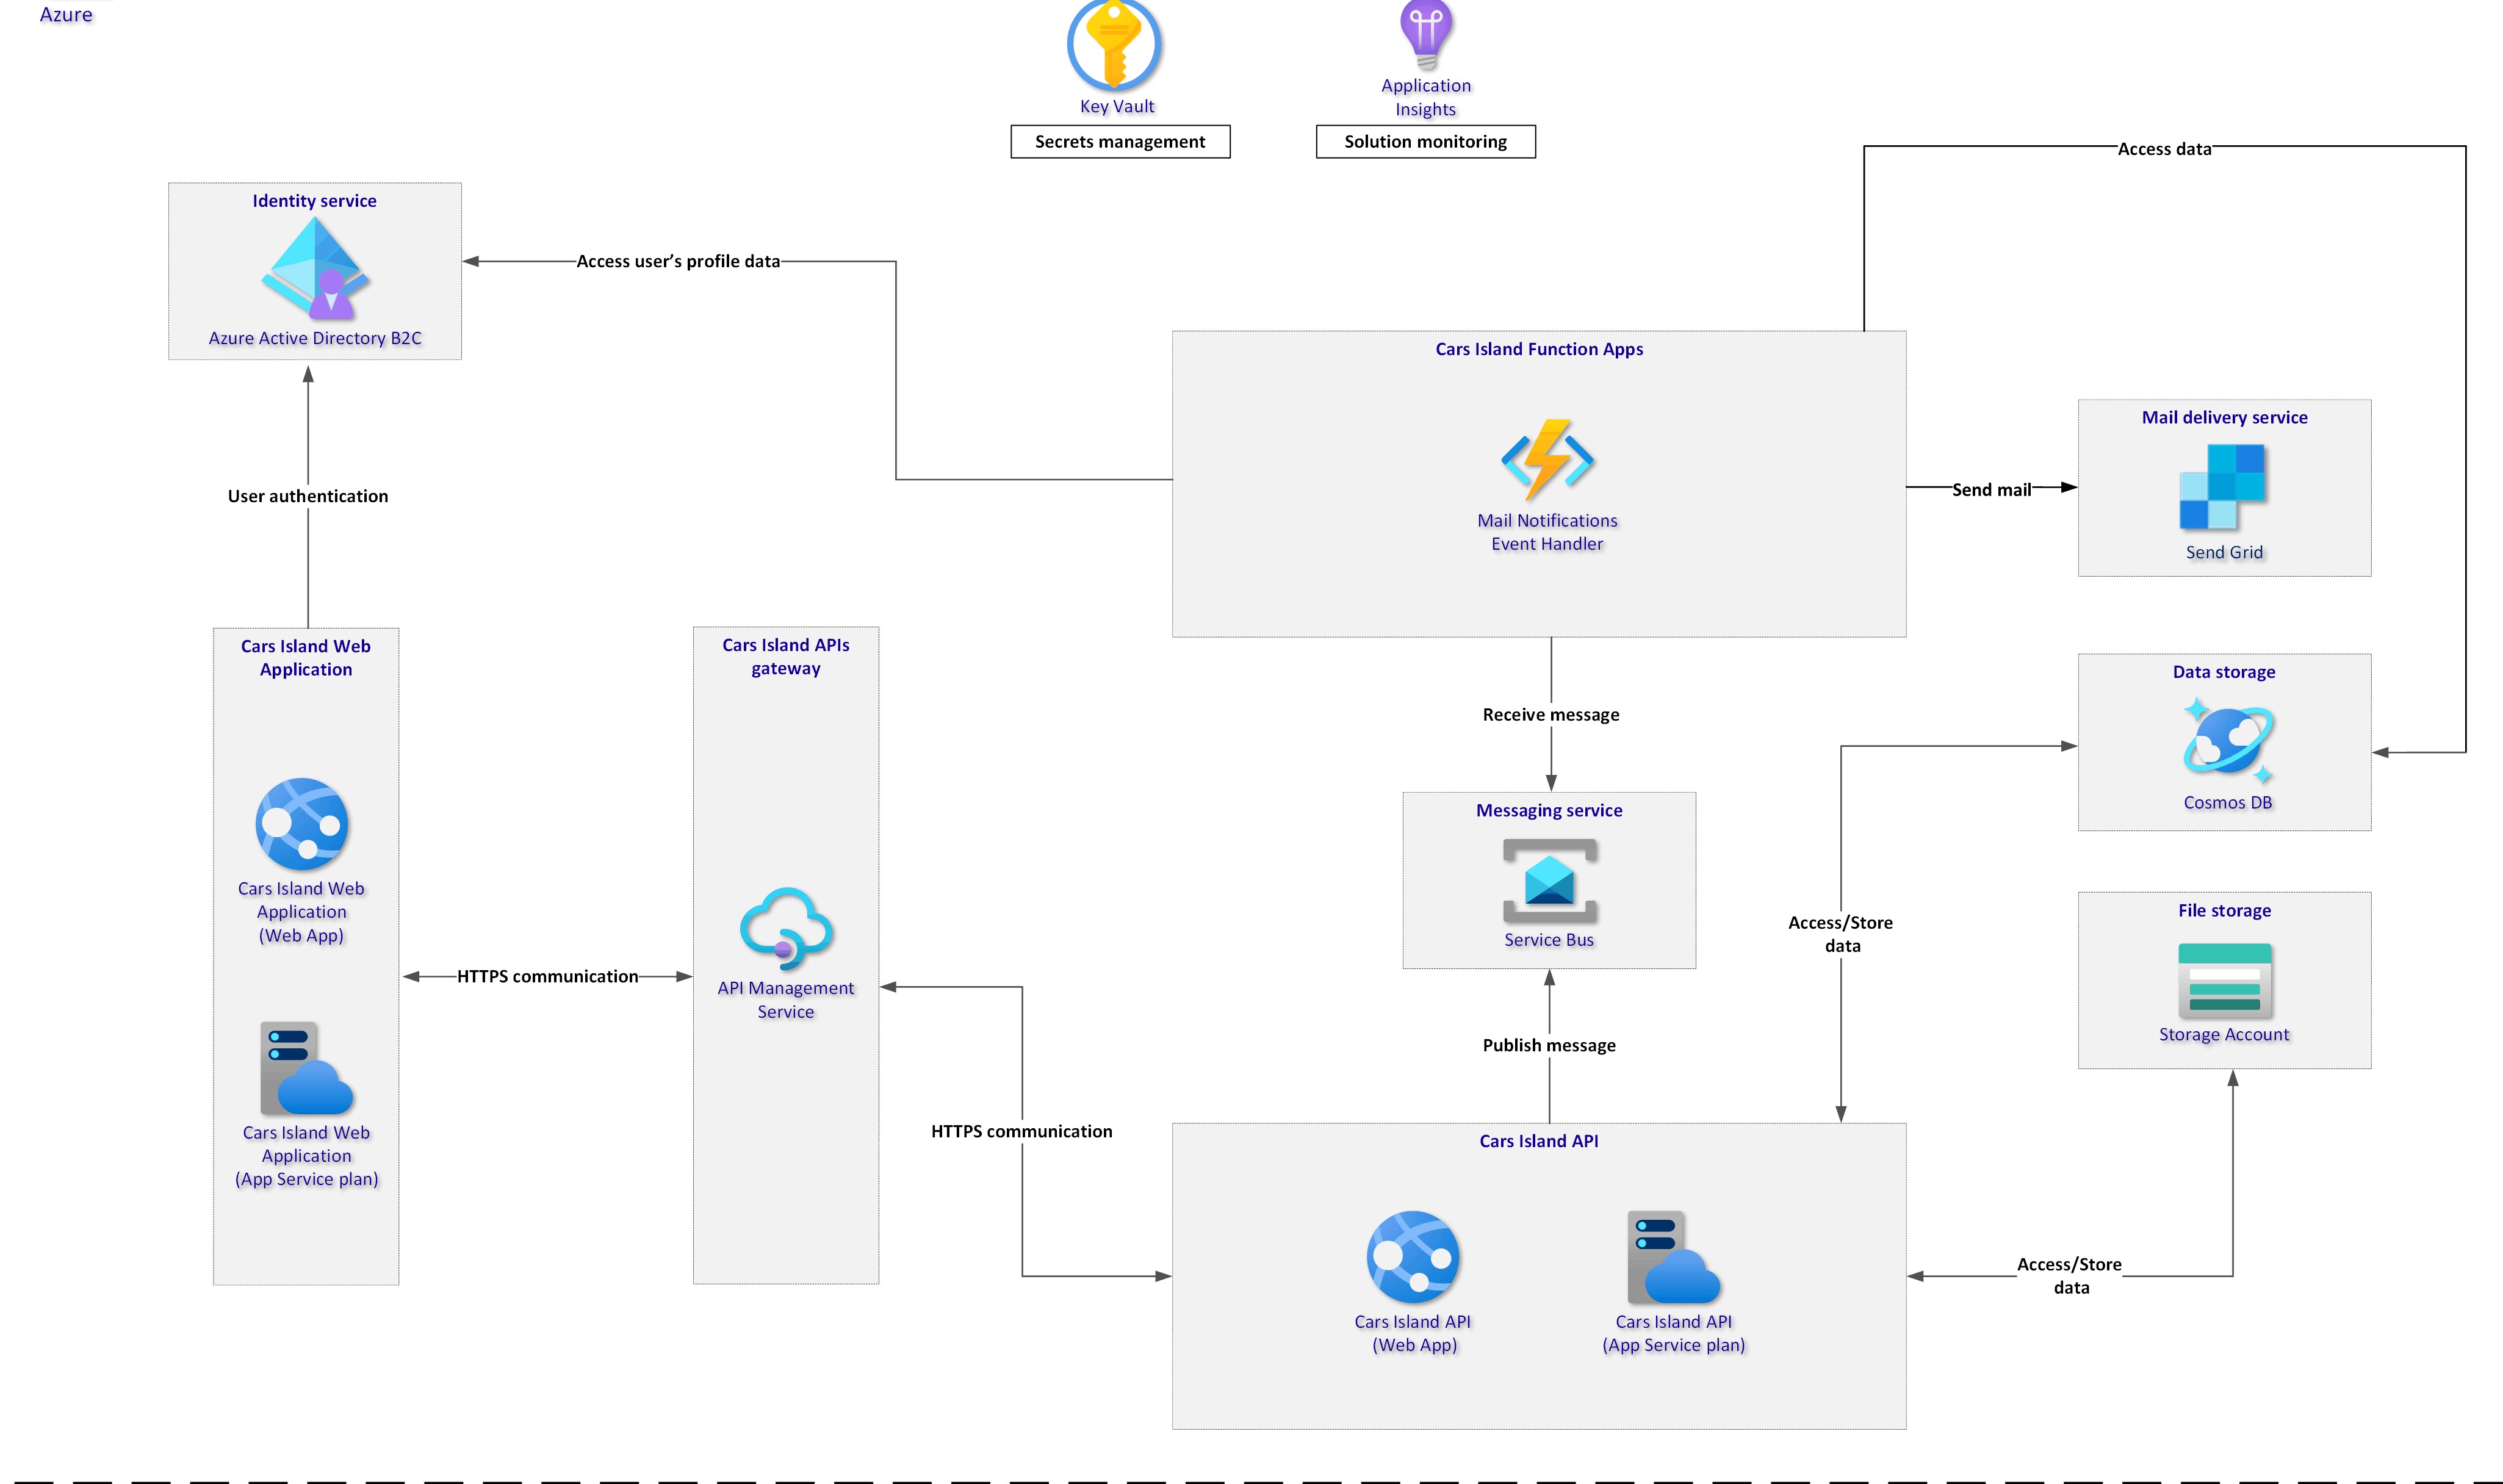 Azure
Key Vault
Secrets management
Application
Insights
Solution monitoring
Access data
Identity service
Azure Active Directory B2C
Access user’s profile data
Cars Island Function Apps
Mail Notifications
Event Handler
Send mail
Mail delivery service
Send Grid
User authentication
Cars Island Web
Application
Cars Island Web
Application
(Web App)
Cars Island Web
Application
(App Service plan)
HTTPS communication
Cars Island APIs
gateway
API Management
Service
HTTPS communication
Receive message
Messaging service
Service Bus
Publish message
Data storage
Cosmos DB
Access/Store
data
File storage
Storage Account
Cars Island API
Cars Island API
(Web App)
Cars Island API
(App Service plan)
Access/Store
data